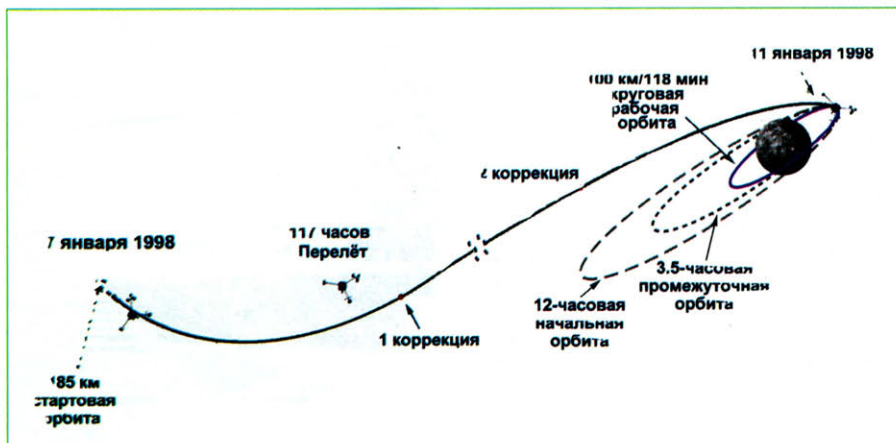 11 января 1998
100 км/118 мин
круговая
рабочая
орбита
2 коррекция
7 января 1998
117 часов
Перелёт
3.5-часовая
промежуточная
орбита
12-часовая
начальная
орбита
1 коррекция
185 км
стартовая
орбита